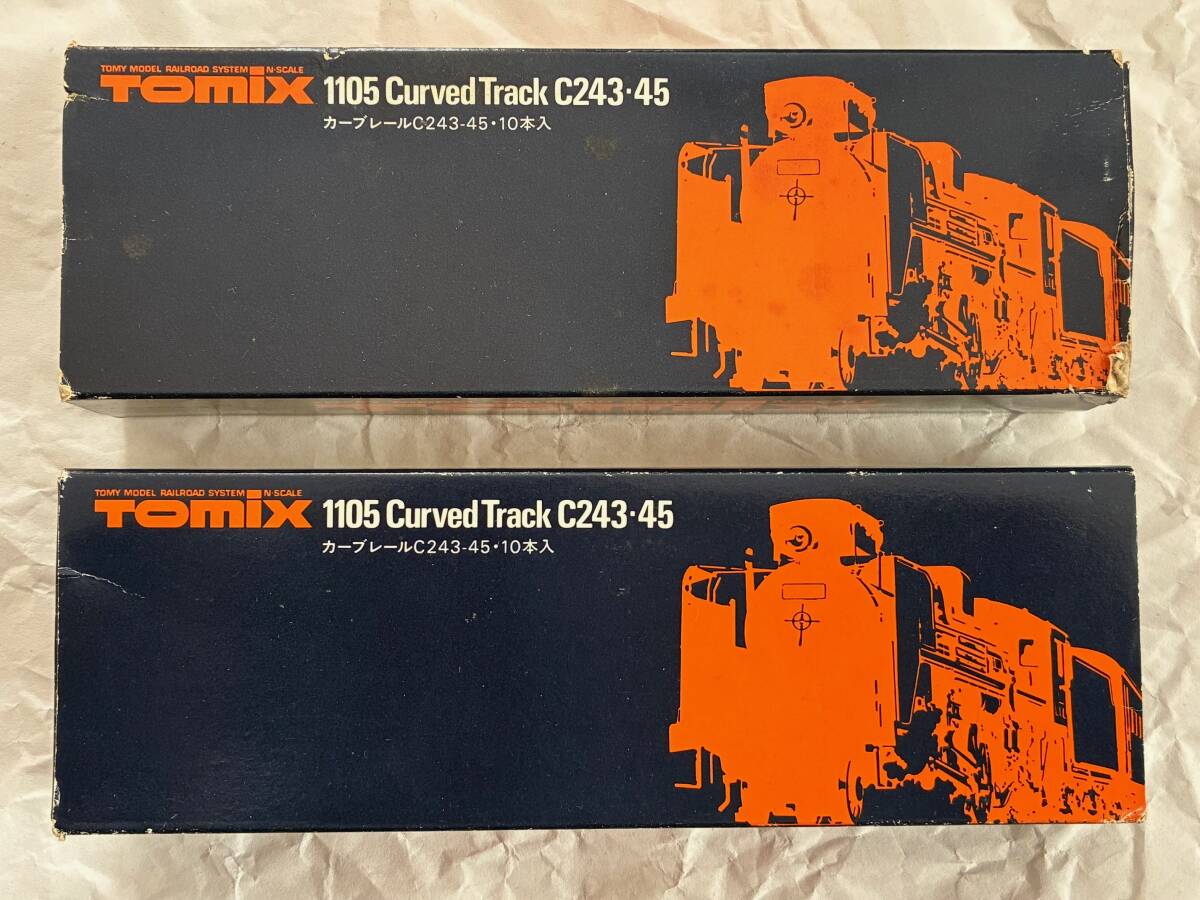 TOMY MODEL RAILROAD SYSTEM N-SCALE
TOMIX 1105 Curved Track C243·45
カーブレールC243-45・10本入
TOMY MODEL RAILROAD SYSTEM N-SCALE
TOMIX 1105 Curved Track C243·45
カーブレールC243-45・10本入